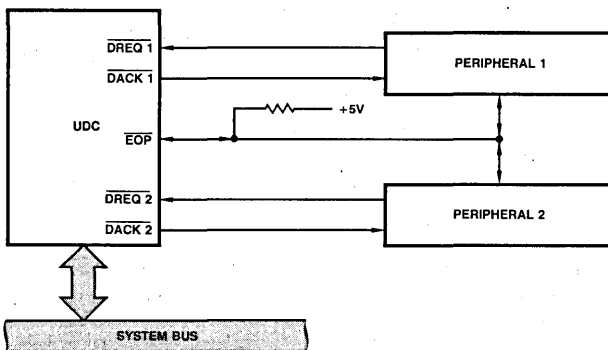 DREQ 1
PERIPHERAL 1
DACK 1
+5V
UDC
EOP
DREQ 2
PERIPHERAL 2
DACK 2
SYSTEM BUS